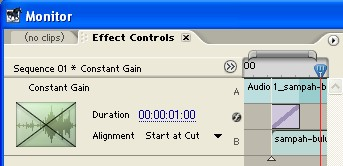 Monitor
(no clips)
Effect Controls
Sequence 01 * Constant Gain
00
Constant Gain
A
Audio 1_sampah-b
Duration 00:00:01:00
Alignment Start at Cut
B
sampah-bulu